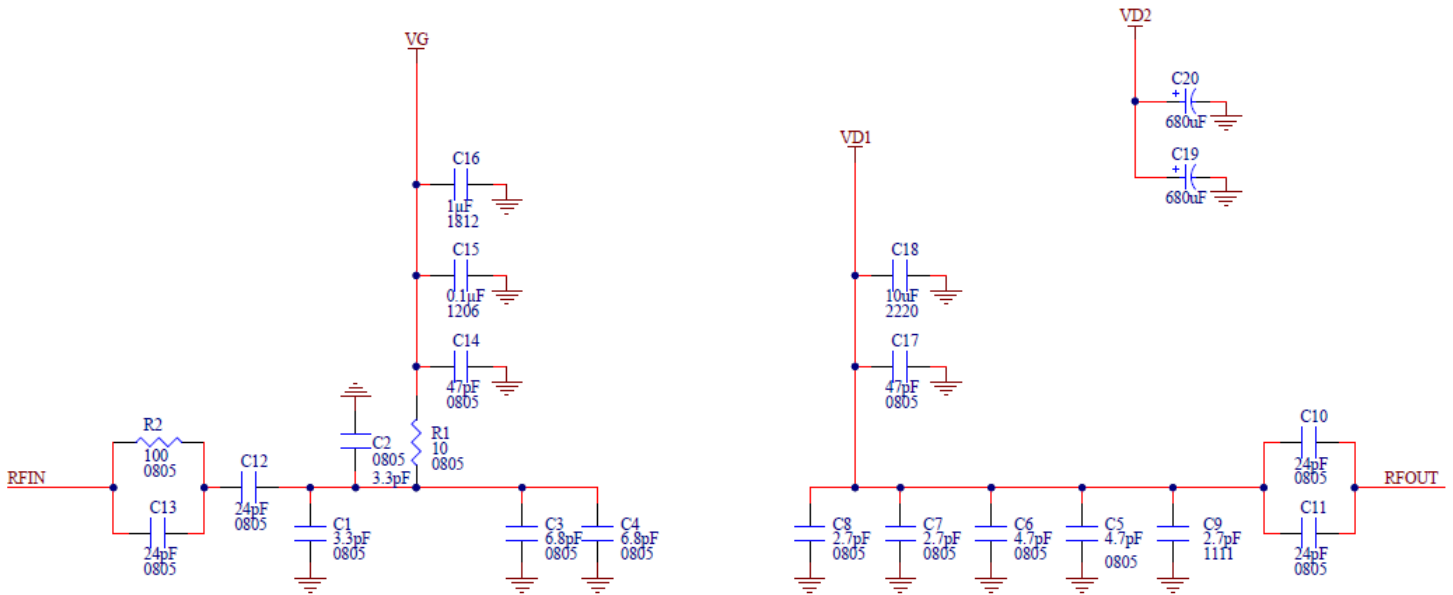 VD2
C20
+
680uF
C19
+
680uF
VG
C16
1μF
1812
C15
0.1μF
1206
C14
47pF
0805
VD1
C18
10uF
2220
C17
47pF
0805
R2
100
0805
C2
0805
3.3pF
R1
10
0805
RFIN
C12
24pF
0805
C13
24pF
0805
C1
3.3pF
0805
C3
6.8pF
0805
C4
6.8pF
0805
C8
2.7pF
0805
C7
2.7pF
0805
C6
4.7pF
0805
C5
4.7pF
0805
C9
2.7pF
1111
C10
24pF
0805
RFOUT
C11
24pF
0805